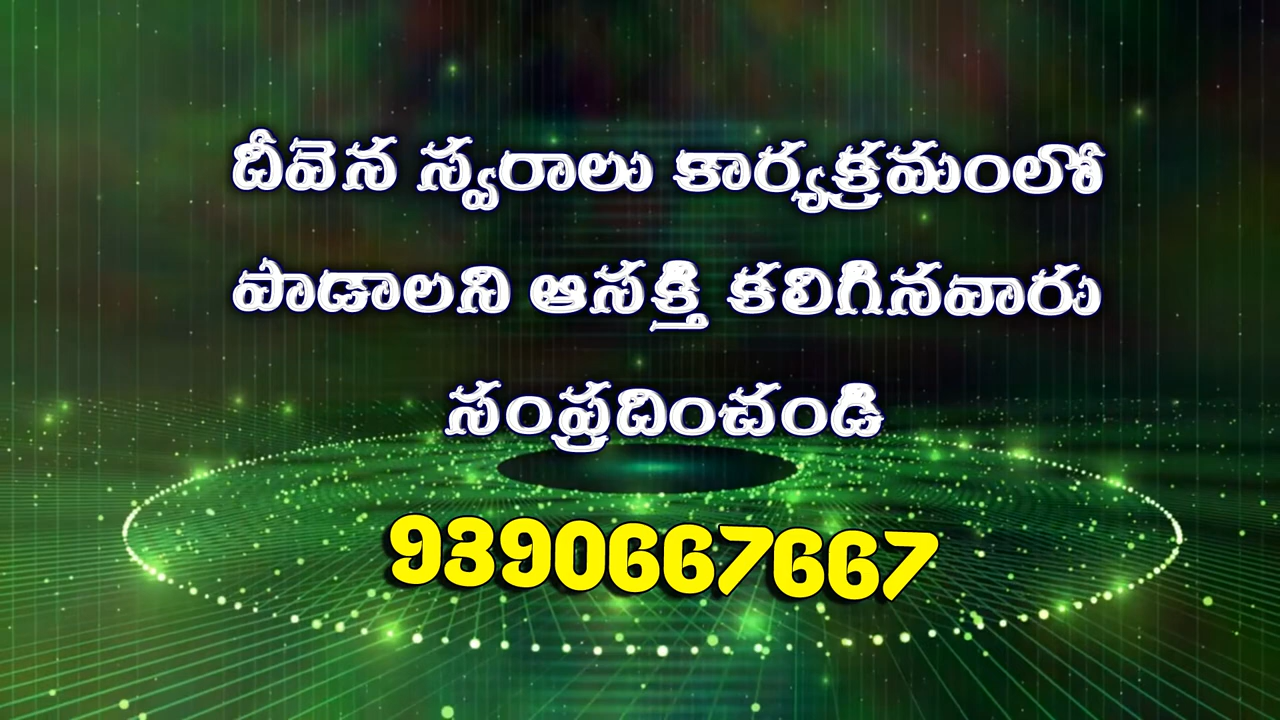 దీవెన స్వరాలు కార్యక్రమంలో
పాడాలని ఆసక్తి కలిగినవారు
సంప్రదించండి
9390667667